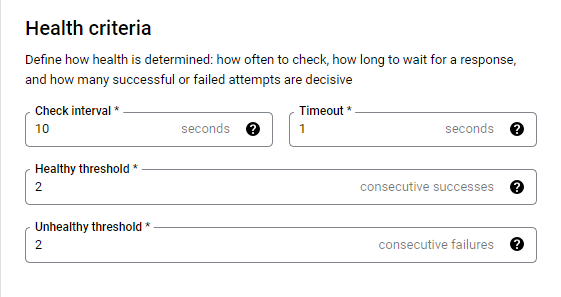 Health criteria
Define how health is determined: how often to check, how long to wait for a response,
and how many successful or failed attempts are decisive
Check interval * Timeout *
10 seconds ? 1 seconds ?
Healthy threshold *
2 consecutive successes ?
Unhealthy threshold *
2 consecutive failures ?